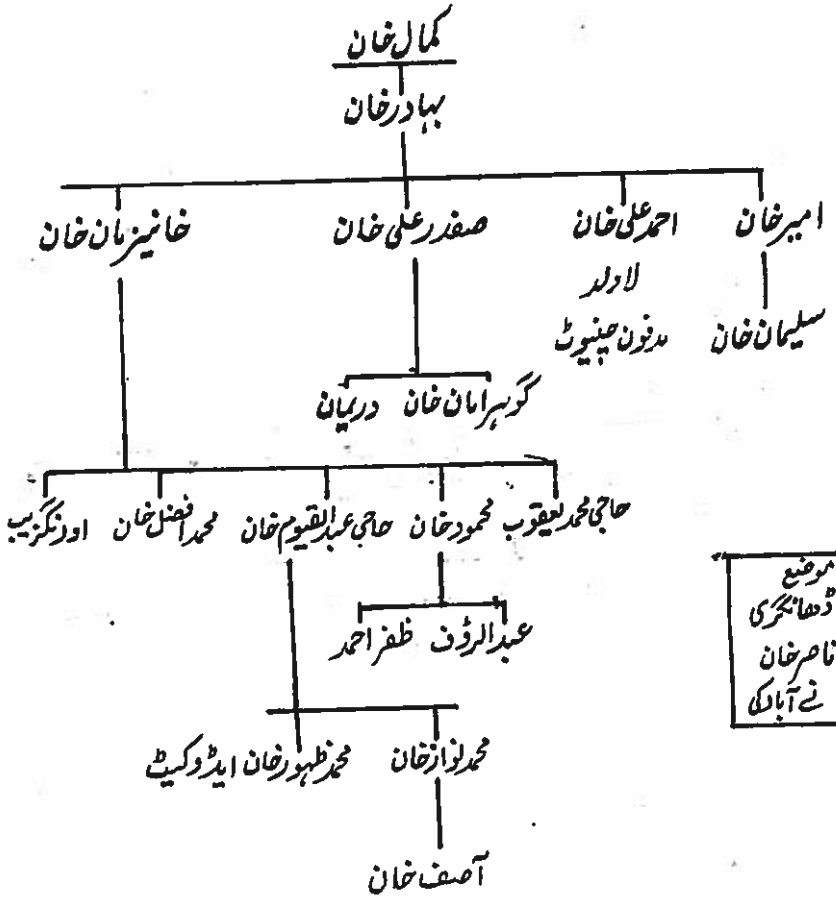 کمال خان
بہادر خان
امیر خان
احمد علی خان
صفدر علی خان
خانیزمان خان
سلیمان خان
لاولد
مدفون چنیوٹ
گوہر امان خان
دریمان
حاجی محمد یعقوب
محمود خان
حاجی عبدالقیوم خان
محمد افضل خان
اورنگزیب
عبدالرؤف
ظفر احمد
محمد نواز خان
محمد ظہور خان ایڈوکیٹ
آصف خان
موضع
ڈھانگری
ناصر خان
نے آباد کی